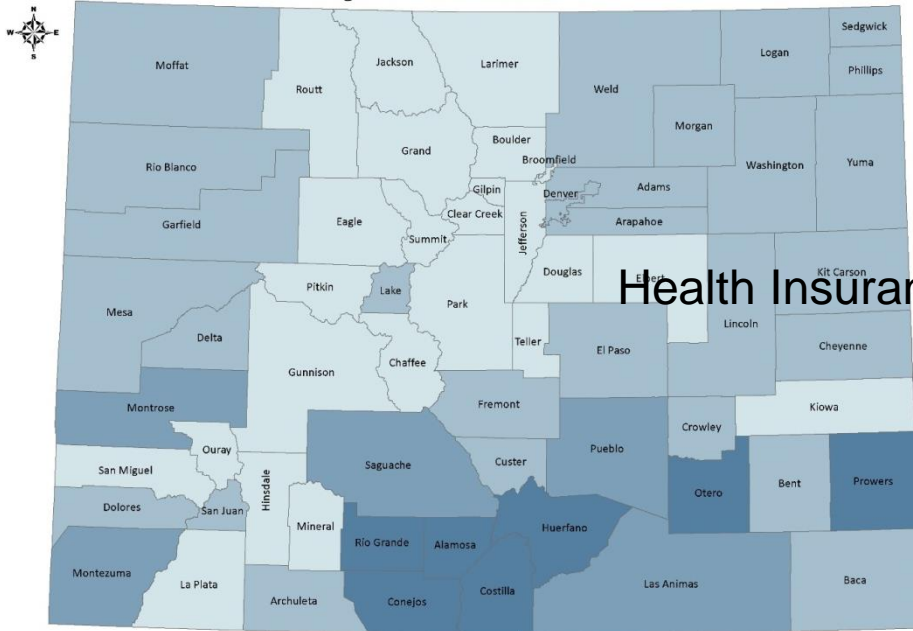 N
W E
S
Sedgwick
Logan
Phillips
Moffat
Jackson
Larimer
Routt
Weld
Morgan
Boulder
Grand
Broomfield
Washington
Yuma
Rio Blanco
Gilpin
Denver
Adams
Clear Creek
Eagle
Garfield
Summit
Jefferson
Arapahoe
Douglas
Elbert
Kit Carson
Health Insuran
Pitkin
Lake
Park
Mesa
Lincoln
Delta
Teller
El Paso
Cheyenne
Chaffee
Gunnison
Fremont
Montrose
Kiowa
Crowley
Ouray
Pueblo
Saguache
Custer
San Miguel
Hinsdale
Otero
Bent
Prowers
Dolores
San Juan
Mineral
Huerfano
Rio Grande
Alamosa
Montezuma
La Plata
Las Animas
Baca
Costilla
Archuleta
Conejos